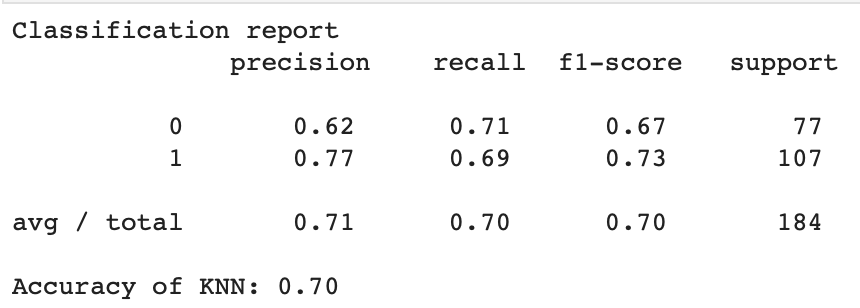 Classification report
precision recall f1-score support
0 0.62 0.71 0.67 77
1 0.77 0.69 0.73 107
avg / total 0.71 0.70 0.70 184
Accuracy of KNN: 0.70